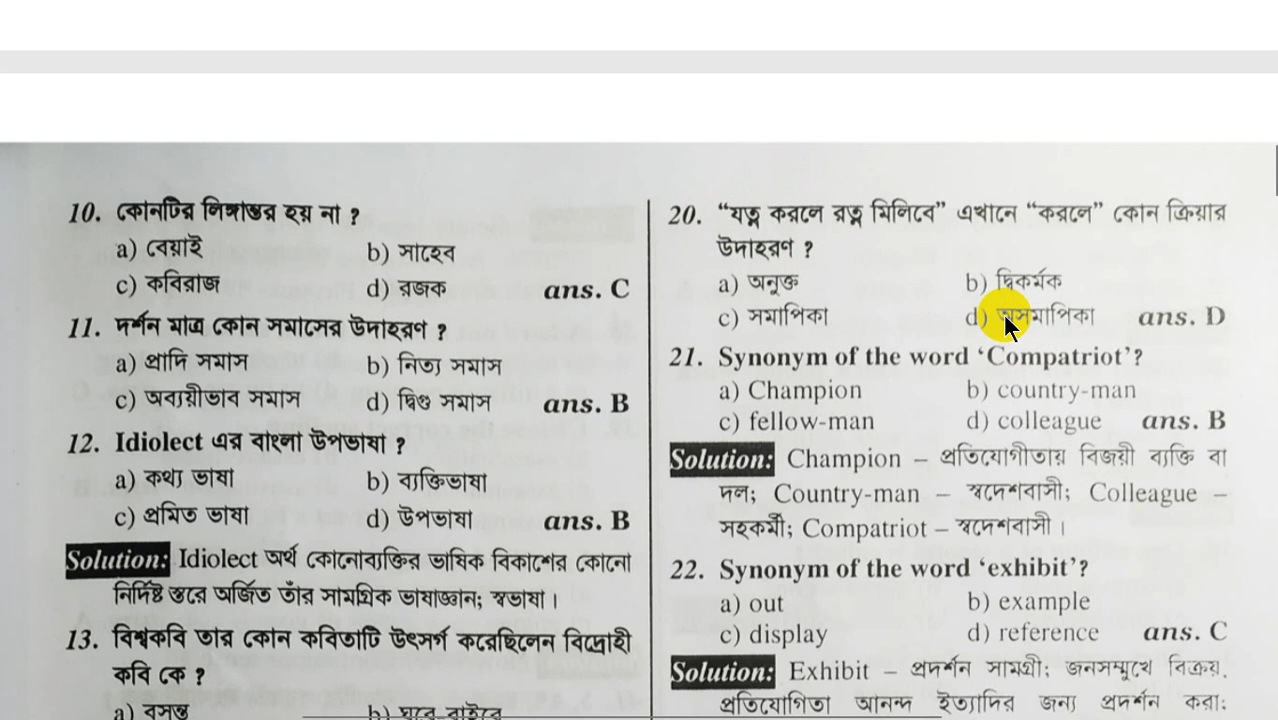 10. কোনটির লিঙ্গান্তর হয় না ?
a) বেয়াই b) সাহেব
c) কবিরাজ d) রজক ans. C
11. দর্শন মাত্র কোন সমাসের উদাহরণ ?
a) প্রাদি সমাস b) নিত্য সমাস
c) অব্যয়ীভাব সমাস d) দ্বিগু সমাস ans. B
12. Idiolect এর বাংলা উপভাষা ?
a) কথ্য ভাষা b) ব্যক্তিভাষা
c) প্রমিত ভাষা d) উপভাষা ans. B
Solution: Idiolect অর্থ কোনোব্যক্তির ভাষিক বিকাশের কোনো
নির্দিষ্ট স্তরে অর্জিত তাঁর সামগ্রিক ভাষাজ্ঞান; স্বভাষা।
13. বিশ্বকবি তার কোন কবিতাটি উৎসর্গ করেছিলেন বিদ্রোহী
কবি কে ?
a) বসন্ত b) ঘরে-বাইরে
20. “যত্ন করলে রত্ন মিলিবে” এখানে “করলে” কোন ক্রিয়ার
উদাহরণ ?
a) অনুক্ত b) দ্বিকর্মক
c) সমাপিকা d) অসমাপিকা ans. D
21. Synonym of the word ‘Compatriot’?
a) Champion b) country-man
c) fellow-man d) colleague ans. B
Solution: Champion – প্রতিযোগীতায় বিজয়ী ব্যক্তি বা
দল; Country-man – স্বদেশবাসী; Colleague –
সহকর্মী; Compatriot – স্বদেশবাসী।
22. Synonym of the word ‘exhibit’?
a) out b) example
c) display d) reference ans. C
Solution: Exhibit – প্রদর্শন সামগ্রী; জনসম্মুখে বিক্রয়,
প্রতিযোগিতা আনন্দ ইত্যাদির জন্য প্রদর্শন করা;